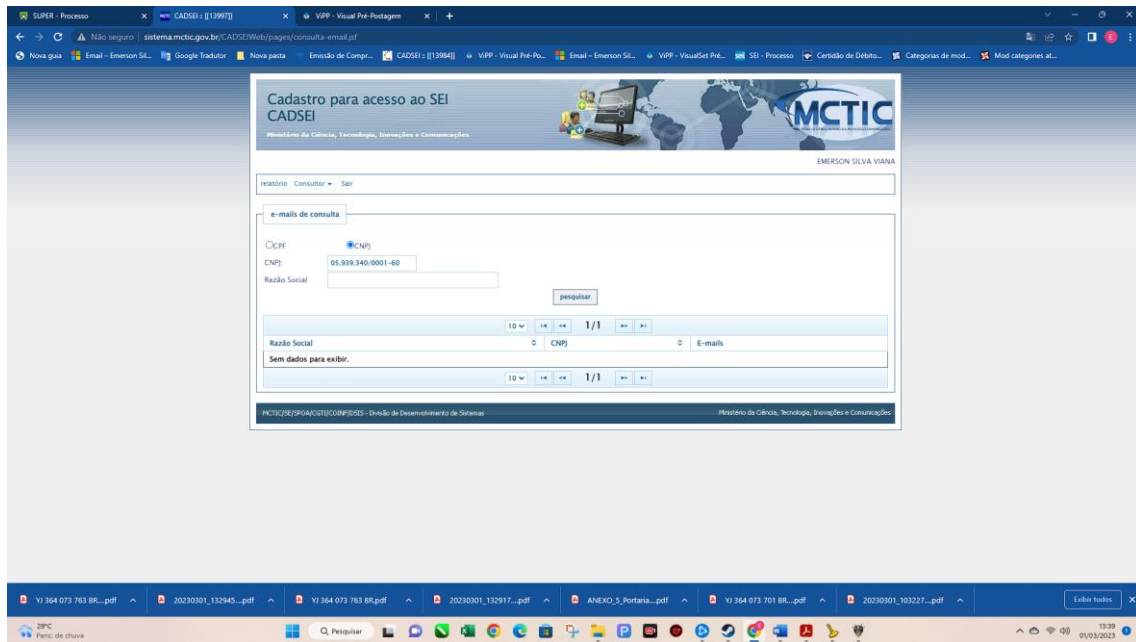 SUPER - Processo
CADSEI :: [[13997]]
ViPP - Visual Pré-Postagem
Não seguro | sistema.mctic.gov.br/CADSEIWeb/pages/consulta-email.jsf
Nova guia
Email – Emerson Sil...
Google Tradutor
Nova pasta
Emissão de Compr...
CADSEI :: [[13984]]
ViPP - Visual Pré-Po...
Email – Emerson Sil...
ViPP - VisualSet Pré...
SEI - Processo
Certidão de Débito...
Categorias de mod...
Mod categories at...
Cadastro para acesso ao SEI
CADSEI
Ministério da Ciência, Tecnologia, Inovações e Comunicações
MCTIC
EMERSON SILVA VIANA
relatório Consultor Sair
e-mails de consulta
CPF CNPJ
CNPJ: 05.939.340/0001-60
Razão Social
pesquisar
10 1/1
Razão Social CNPJ E-mails
Sem dados para exibir.
10 1/1
MCTIC/SE/SPOA/CGTI/COINF/DSIS - Divisão de Desenvolvimento de Sistemas
Ministério da Ciência, Tecnologia, Inovações e Comunicações
YJ 364 073 763 BR....pdf
20230301_132945....pdf
YJ 364 073 763 BR.pdf
20230301_132917....pdf
ANEXO_5_Portaria....pdf
YJ 364 073 701 BR....pdf
20230301_103227....pdf
Exibir todos
29°C
Panc. de chuva
Pesquisar
13:39
01/03/2023